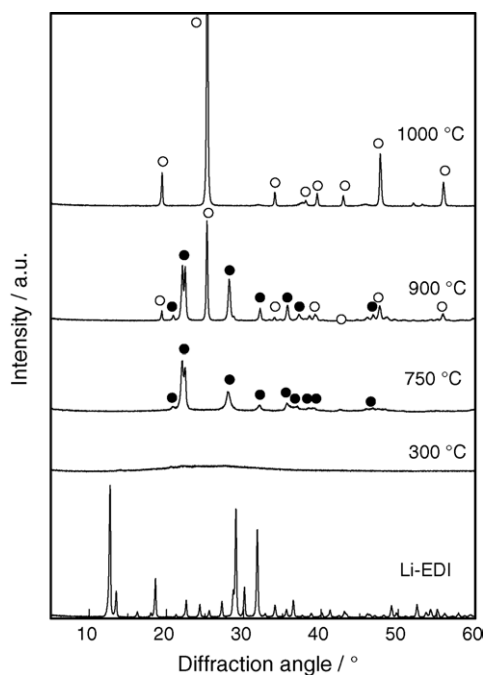 1000 °C
900 °C
750 °C
300 °C
Li-EDI
Intensity / a.u.
10 20 30 40 50 60
Diffraction angle / °